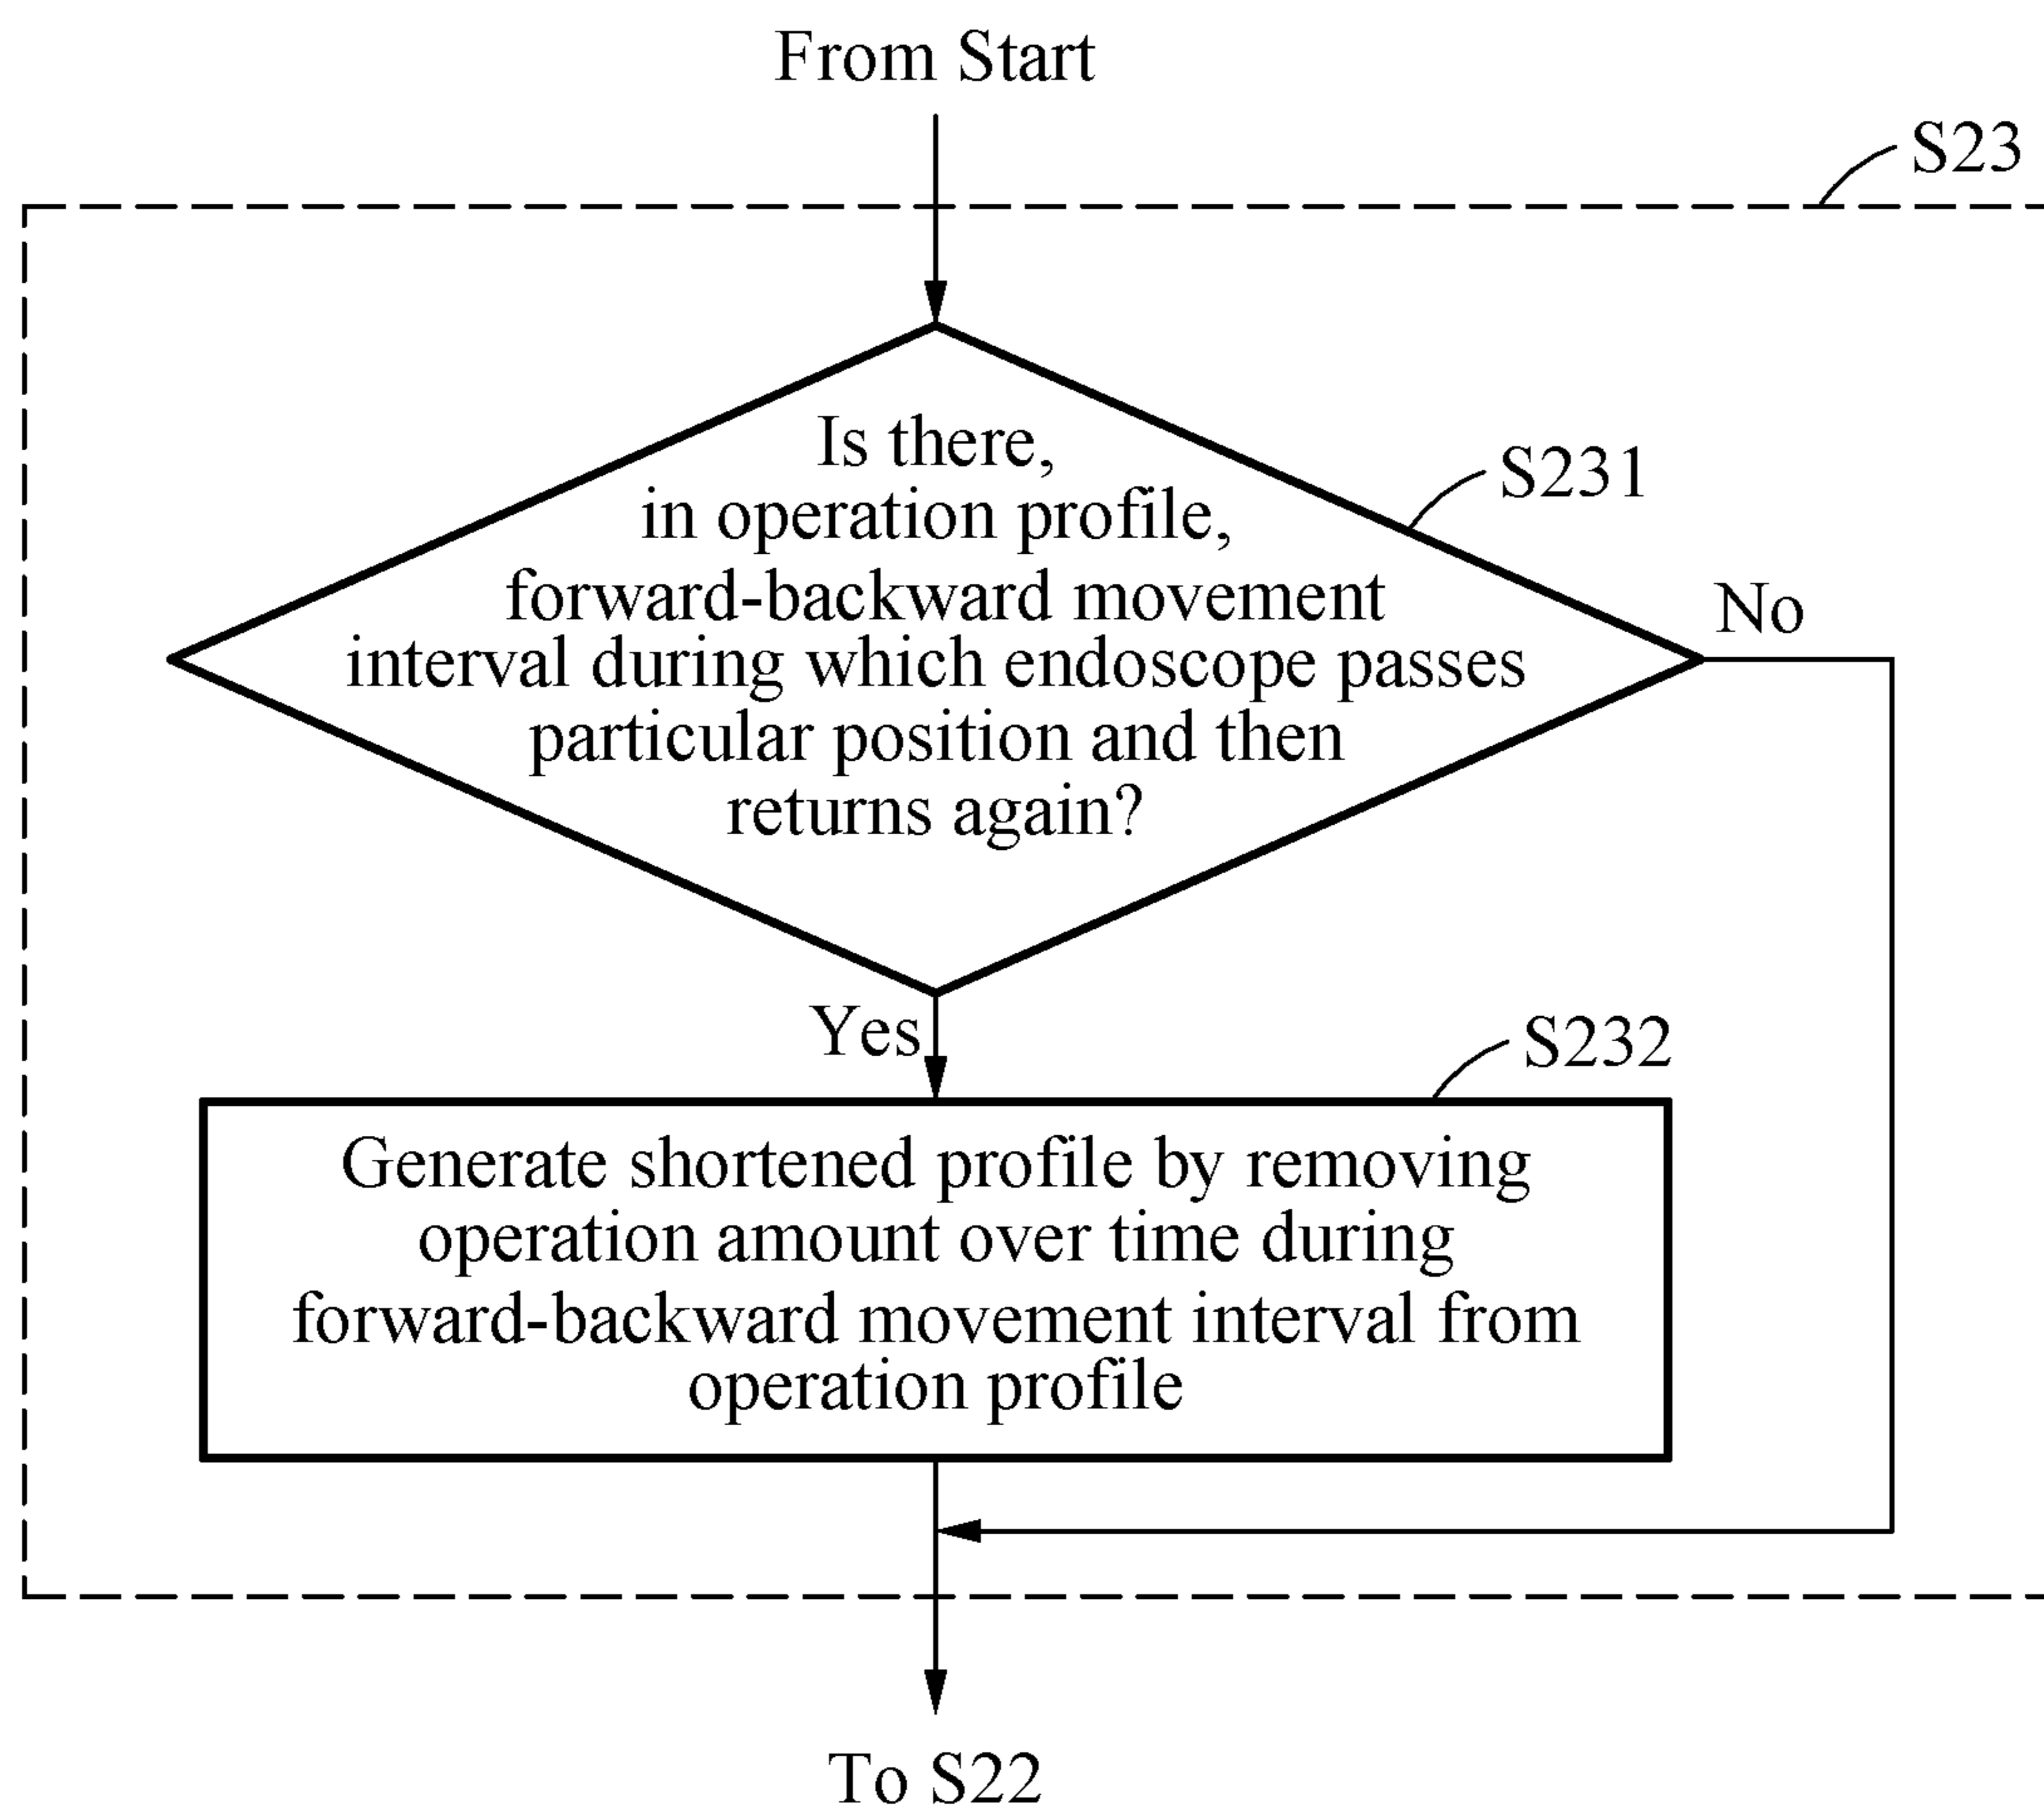 From Start
S23
Is there,
in operation profile,
S231
forward-backward movement
No
interval during which endoscope passes
particular position and then
returns again?
Yes
S232
Generate shortened profile by removing
operation amount over time during
forward-backward movement interval from
operation profile
To S22